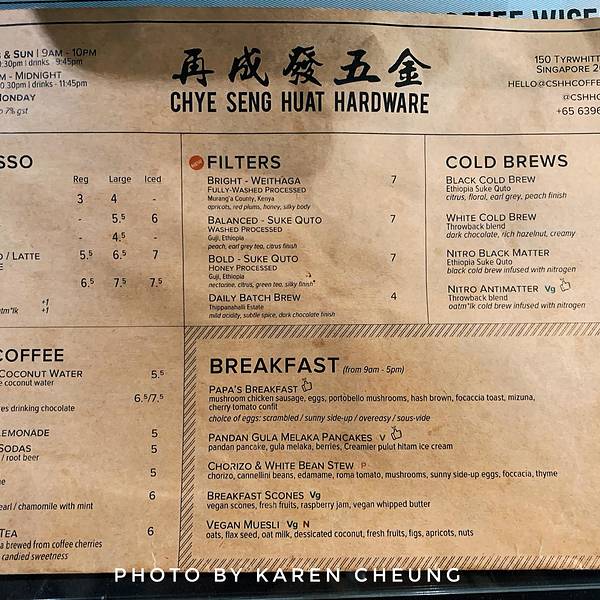 COFFEE WISE
& SUN | 9AM - 10PM
:30pm | drinks - 9:45pm
M - MIDNIGHT
0:30pm | drinks - 11:45pm
MONDAY
7% gst
再成發五金
CHYE SENG HUAT HARDWARE
150 TYRWHITT
SINGAPORE 2
HELLO@CSHHCOFFE
@CSHHC
+65 6396
SSO
Reg Large Iced
3 4 -
- 5.5 6
- 4.5 -
/ LATTE 5.5 6.5 7
6.5 7.5 7.5
+1
atm*lk +1
FILTERS
BRIGHT - WEITHAGA 7
FULLY-WASHED PROCESSED
Murang'a County, Kenya
apricots, red plums, honey, silky body
BALANCED - SUKE QUTO 7
WASHED PROCESSED
Guji, Ethiopia
peach, earl grey tea, citrus finish
BOLD - SUKE QUTO 7
HONEY PROCESSED
Guji, Ethiopia
nectarine, citrus, green tea, silky finish
DAILY BATCH BREW 4
Thippanahalli Estate
mild acidity, subtle spice, dark chocolate finish
COLD BREWS
BLACK COLD BREW
Ethiopia Suke Quto
citrus, floral, earl grey, peach finish
WHITE COLD BREW
Throwback blend
dark chocolate, rich hazelnut, creamy
NITRO BLACK MATTER
Ethiopia Suke Quto
black cold brew infused with nitrogen
NITRO ANTIMATTER Vg
Throwback blend
oatm*lk cold brew infused with nitrogen
COFFEE
COCONUT WATER 5.5
coconut water
6.5/7.5
res drinking chocolate
EMONADE 5
SODAS 5
/ root beer
5
6
earl / chamomile with mint
TEA 6
a brewed from coffee cherries
candied sweetness
BREAKFAST (from 9am - 5pm)
PAPA'S BREAKFAST
mushroom chicken sausage, eggs, portobello mushrooms, hash brown, focaccia toast, mizuna,
cherry tomato confit
choice of eggs: scrambled / sunny side-up / overeasy / sous-vide
PANDAN GULA MELAKA PANCAKES V
pandan pancake, gula melaka, berries, Creamier pulut hitam ice cream
CHORIZO & WHITE BEAN STEW P
chorizo, cannellini beans, edamame, roma tomato, mushrooms, sunny side-up eggs, foccacia, thyme
BREAKFAST SCONES Vg
vegan scones, fresh fruits, raspberry jam, vegan whipped butter
VEGAN MUESLI Vg N
oats, flax seed, oat milk, dessicated coconut, fresh fruits, figs, apricots, nuts
PHOTO BY KAREN CHEUNG